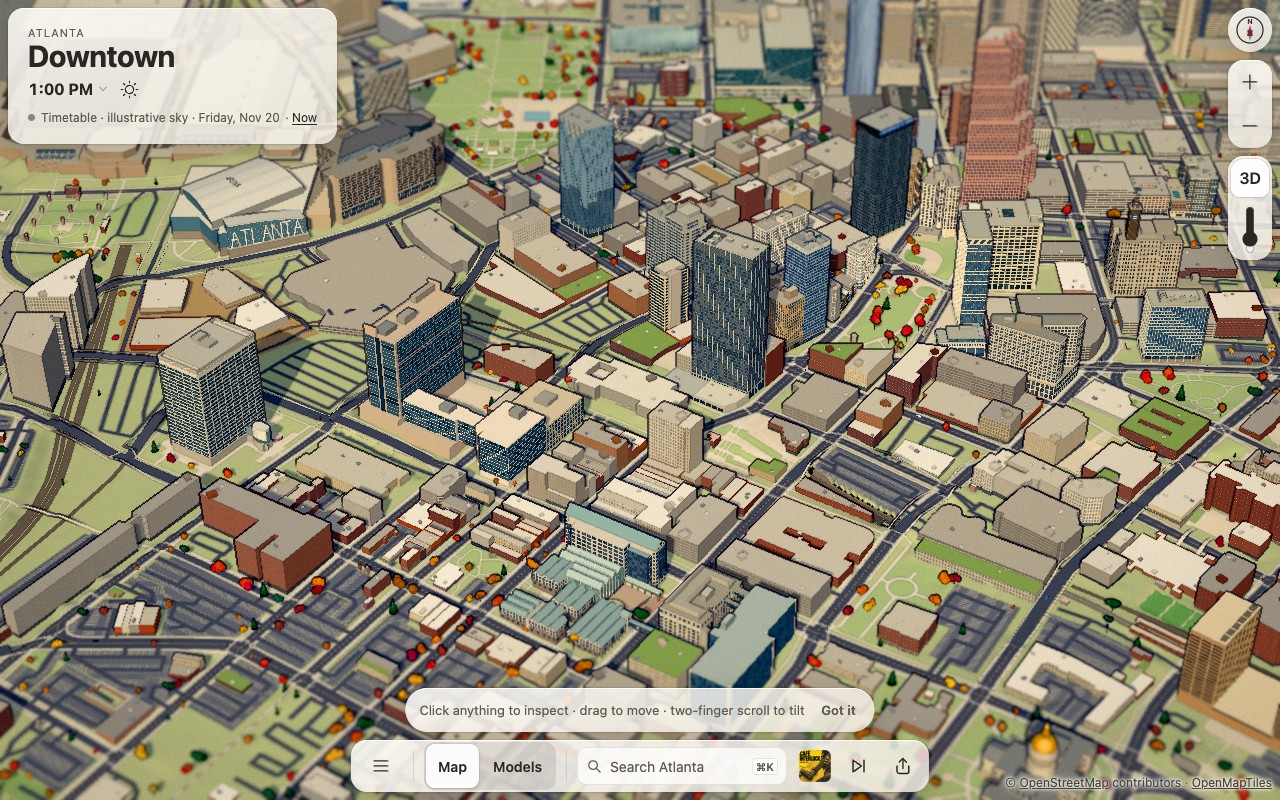 ATLANTA
Downtown
1:00 PM
Timetable · illustrative sky · Friday, Nov 20 · Now
N
+
−
3D
ATLANTA
Click anything to inspect · drag to move · two-finger scroll to tilt Got it
Map Models Search Atlanta ⌘K
© OpenStreetMap contributors · OpenMapTiles